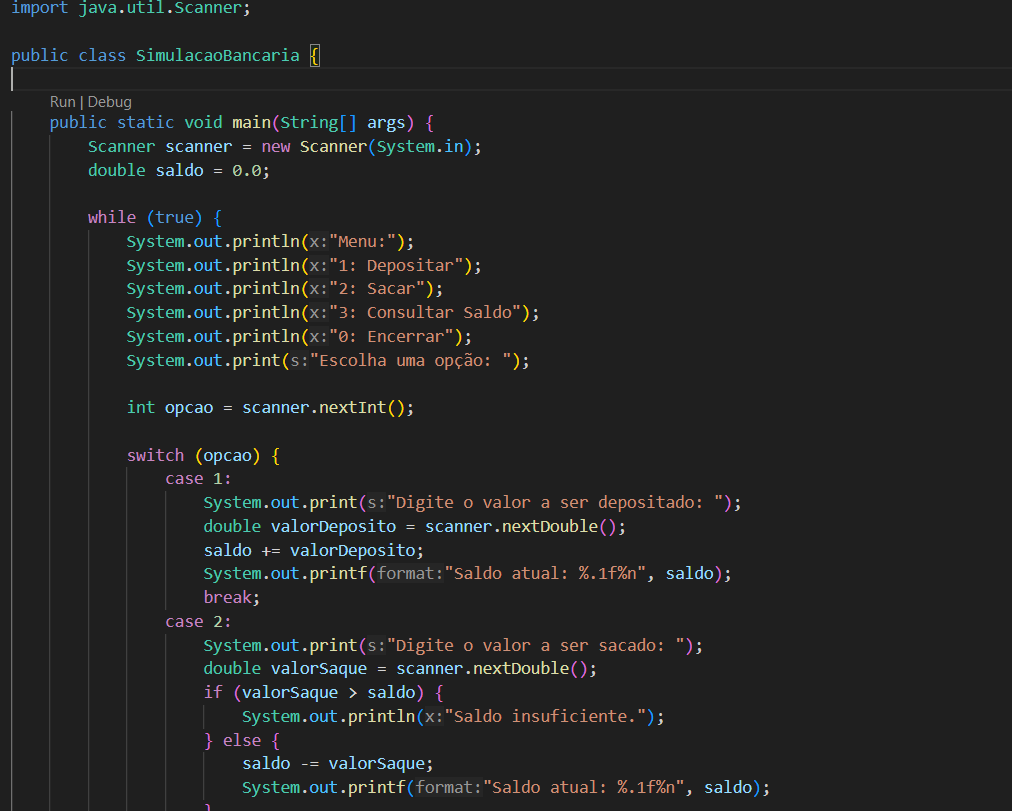 import java.util.Scanner;
public class SimulacaoBancaria {
Run | Debug
public static void main(String[] args) {
Scanner scanner = new Scanner(System.in);
double saldo = 0.0;
while (true) {
System.out.println(x:"Menu:");
System.out.println(x:"1: Depositar");
System.out.println(x:"2: Sacar");
System.out.println(x:"3: Consultar Saldo");
System.out.println(x:"0: Encerrar");
System.out.print(s:"Escolha uma opção: ");
int opcao = scanner.nextInt();
switch (opcao) {
case 1:
System.out.print(s:"Digite o valor a ser depositado: ");
double valorDeposito = scanner.nextDouble();
saldo += valorDeposito;
System.out.printf(format:"Saldo atual: %.1f%n", saldo);
break;
case 2:
System.out.print(s:"Digite o valor a ser sacado: ");
double valorSaque = scanner.nextDouble();
if (valorSaque > saldo) {
System.out.println(x:"Saldo insuficiente.");
} else {
saldo -= valorSaque;
System.out.printf(format:"Saldo atual: %.1f%n", saldo);
}